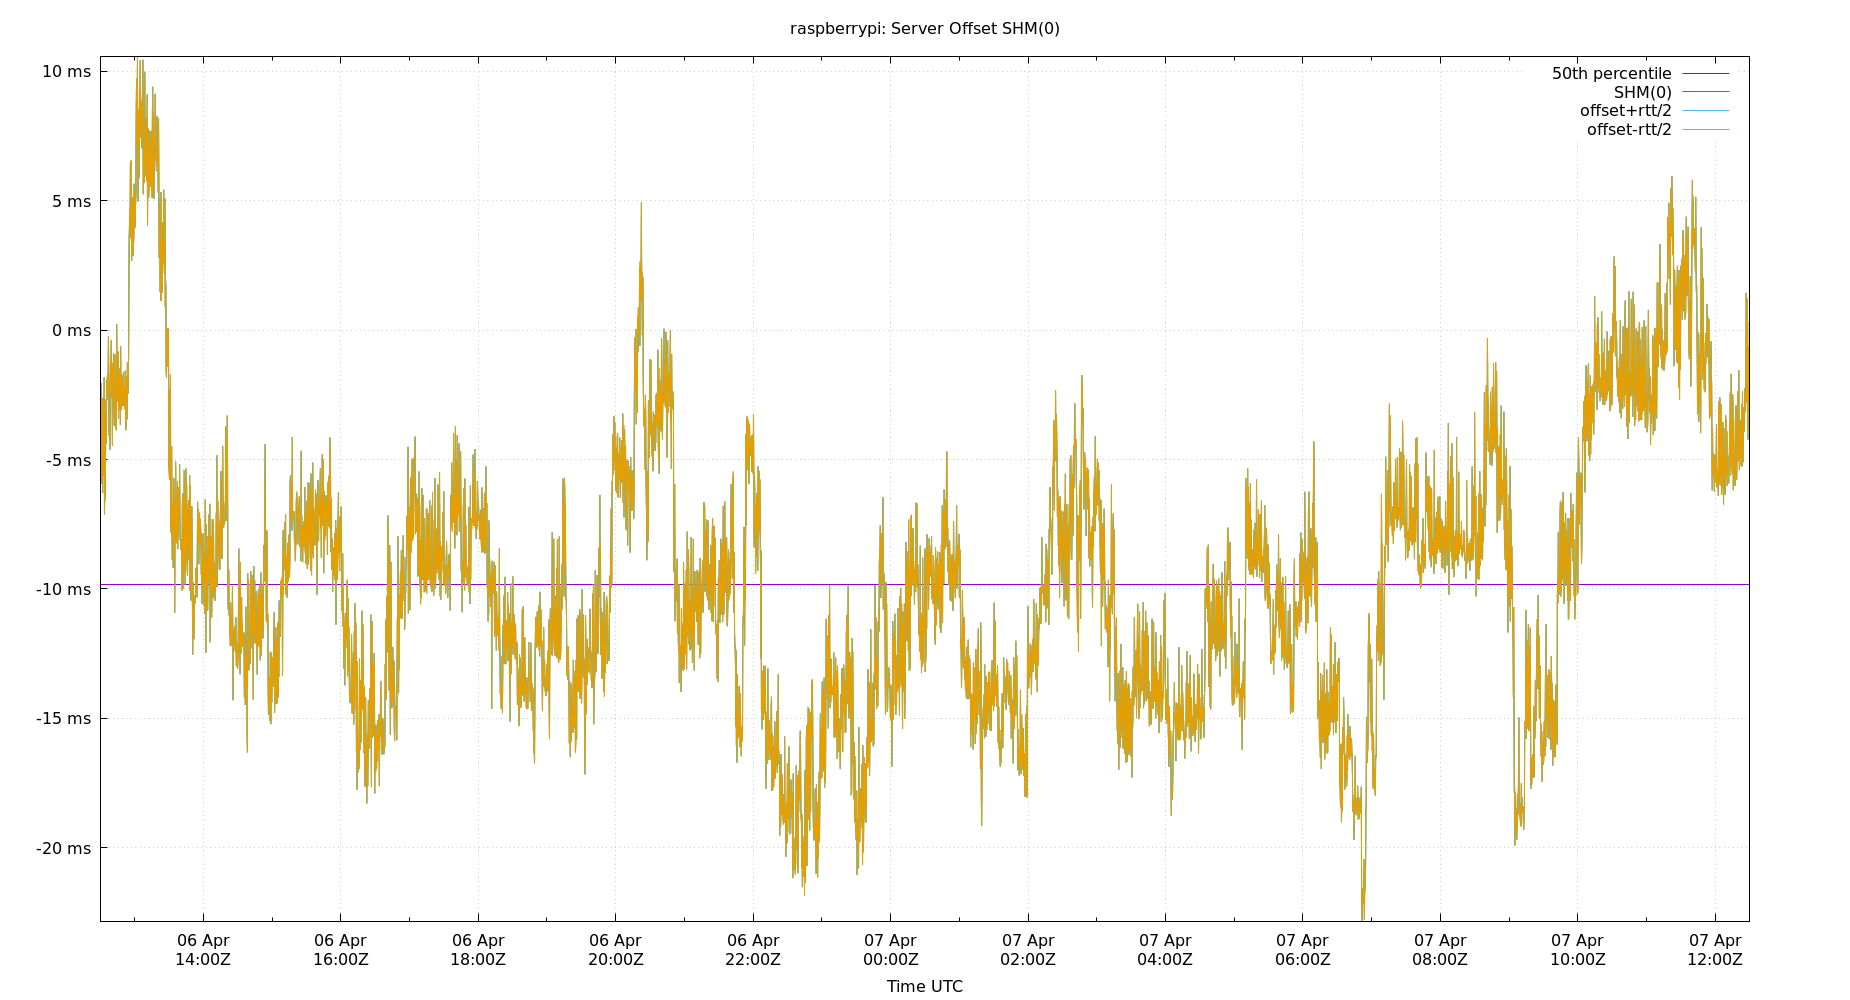 raspberrypi: Server Offset SHM(0)
50th percentile
SHM(0)
offset+rtt/2
offset-rtt/2
10 ms
5 ms
0 ms
-5 ms
-10 ms
-15 ms
-20 ms
06 Apr 06 Apr 06 Apr 06 Apr 06 Apr 07 Apr 07 Apr 07 Apr 07 Apr 07 Apr 07 Apr 07 Apr
14:00Z 16:00Z 18:00Z 20:00Z 22:00Z 00:00Z 02:00Z 04:00Z 06:00Z 08:00Z 10:00Z 12:00Z
Time UTC